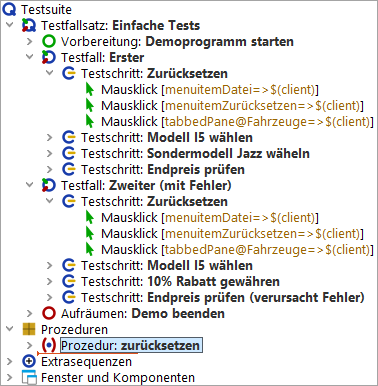 Testsuite
Testfallsatz: Einfache Tests
Vorbereitung: Demoprogramm starten
Testfall: Erster
Testschritt: Zurücksetzen
Mausklick [menuitemDatei=>$(client)]
Mausklick [menuitemZurücksetzen=>$(client)]
Mausklick [tabbedPane@Fahrzeuge=>$(client)]
Testschritt: Modell I5 wählen
Testschritt: Sondermodell Jazz wäheln
Testschritt: Endpreis prüfen
Testfall: Zweiter (mit Fehler)
Testschritt: Zurücksetzen
Mausklick [menuitemDatei=>$(client)]
Mausklick [menuitemZurücksetzen=>$(client)]
Mausklick [tabbedPane@Fahrzeuge=>$(client)]
Testschritt: Modell I5 wählen
Testschritt: 10% Rabatt gewähren
Testschritt: Endpreis prüfen (verursacht Fehler)
Aufräumen: Demo beenden
Prozeduren
Prozedur: zurücksetzen
Extrasequenzen
Fenster und Komponenten